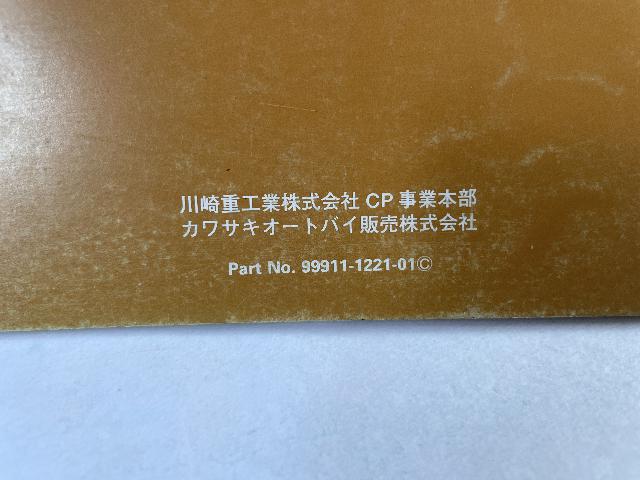 川崎重工業株式会社 CP 事業本部
カワサキオートバイ販売株式会社
Part No. 99911-1221-01©